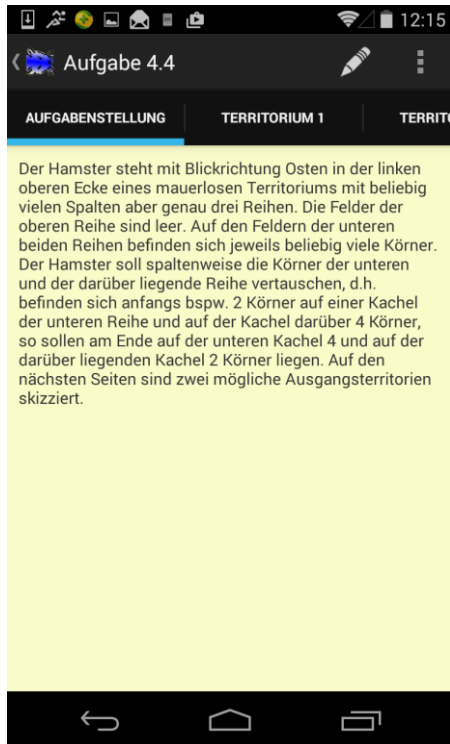 12:15
Aufgabe 4.4
AUFGABENSTELLUNG TERRITORIUM 1 TERRIT
Der Hamster steht mit Blickrichtung Osten in der linken
oberen Ecke eines mauerlosen Territoriums mit beliebig
vielen Spalten aber genau drei Reihen. Die Felder der
oberen Reihe sind leer. Auf den Feldern der unteren
beiden Reihen befinden sich jeweils beliebig viele Körner.
Der Hamster soll spaltenweise die Körner der unteren
und der darüber liegende Reihe vertauschen, d.h.
befinden sich anfangs bspw. 2 Körner auf einer Kachel
der unteren Reihe und auf der Kachel darüber 4 Körner,
so sollen am Ende auf der unteren Kachel 4 und auf der
darüber liegenden Kachel 2 Körner liegen. Auf den
nächsten Seiten sind zwei mögliche Ausgangsterritorien
skizziert.